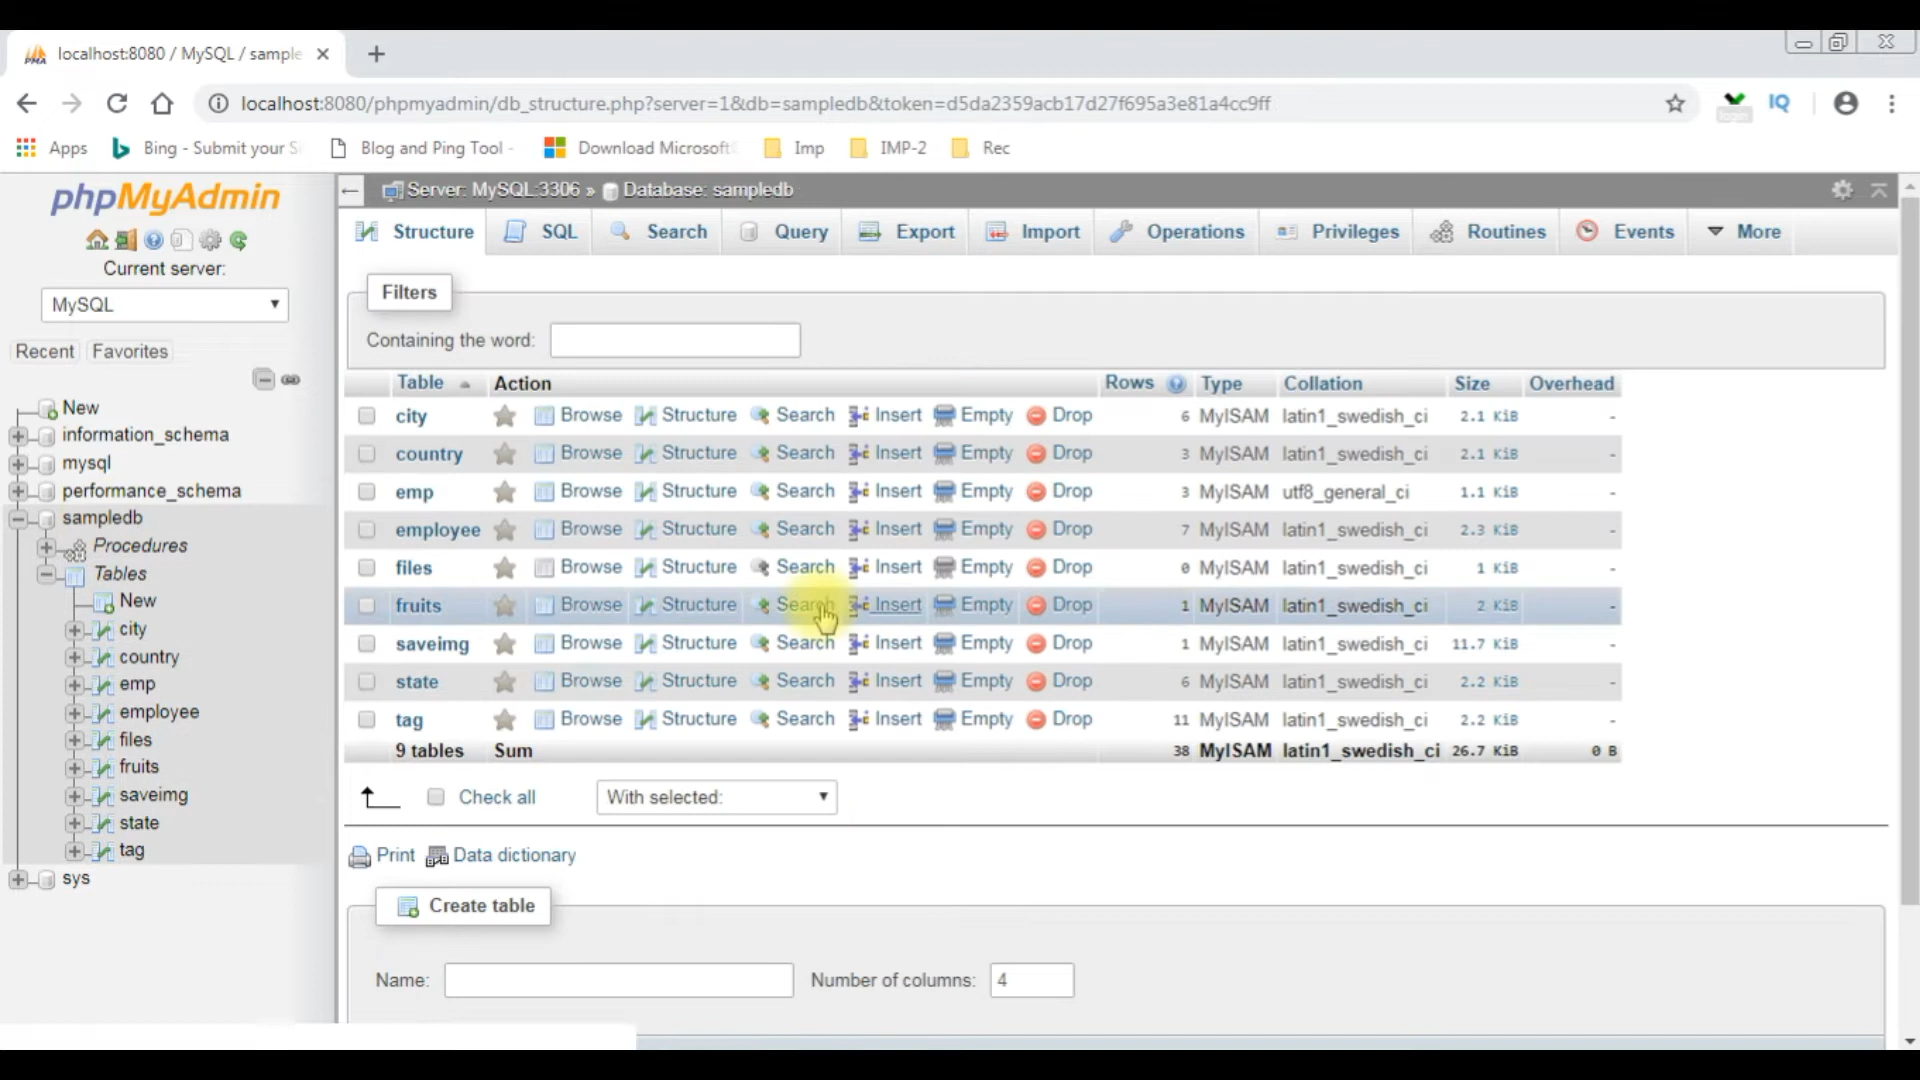 localhost:8080 / MySQL / sample
localhost:8080/phpmyadmin/db_structure.php?server=1&db=sampledb&token=d5da2359acb17d27f695a3e81a4cc9ff
IQ
Apps Bing - Submit your Blog and Ping Tool - Download Microsoft Imp IMP-2 Rec
phpMyAdmin
Current server:
MySQL
Recent Favorites
New
information_schema
mysql
performance_schema
sampledb
Procedures
Tables
New
city
country
emp
employee
files
fruits
saveimg
state
tag
sys
Server: MySQL:3306 » Database: sampledb
Structure SQL Search Query Export Import Operations Privileges Routines Events More
Filters
Containing the word:
Table Action Rows Type Collation Size Overhead
city Browse Structure Search Insert Empty Drop 6 MyISAM latin1_swedish_ci 2.1 KiB -
country Browse Structure Search Insert Empty Drop 3 MyISAM latin1_swedish_ci 2.1 KiB -
emp Browse Structure Search Insert Empty Drop 3 MyISAM utf8_general_ci 1.1 KiB -
employee Browse Structure Search Insert Empty Drop 7 MyISAM latin1_swedish_ci 2.3 KiB -
files Browse Structure Search Insert Empty Drop 0 MyISAM latin1_swedish_ci 1 KiB -
fruits Browse Structure Search Insert Empty Drop 1 MyISAM latin1_swedish_ci 2 KiB -
saveimg Browse Structure Search Insert Empty Drop 1 MyISAM latin1_swedish_ci 11.7 KiB -
state Browse Structure Search Insert Empty Drop 6 MyISAM latin1_swedish_ci 2.2 KiB -
tag Browse Structure Search Insert Empty Drop 11 MyISAM latin1_swedish_ci 2.2 KiB -
9 tables Sum 38 MyISAM latin1_swedish_ci 26.7 KiB 0 B
Check all With selected:
Print Data dictionary
Create table
Name: Number of columns: 4